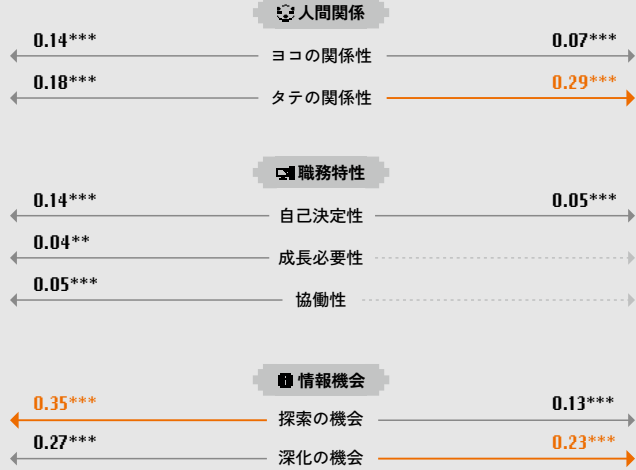 人間関係
0.14*** ヨコの関係性 0.07***
0.18*** タテの関係性 0.29***
職務特性
0.14*** 自己決定性 0.05***
0.04** 成長必要性
0.05*** 協働性
情報機会
0.35*** 探索の機会 0.13***
0.27*** 深化の機会 0.23***